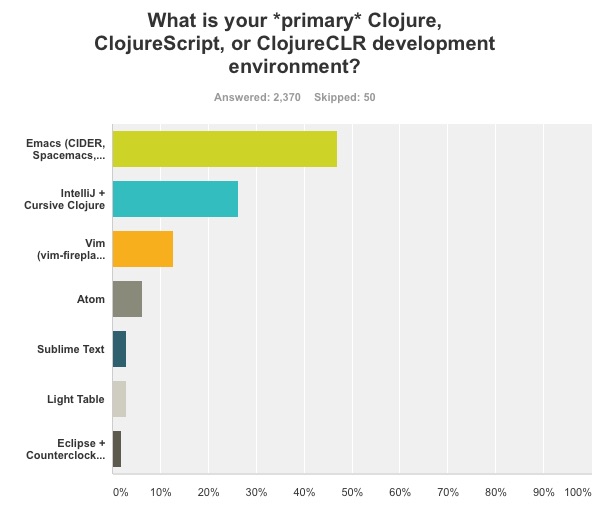 What is your *primary* Clojure,
ClojureScript, or ClojureCLR development
environment?
Answered: 2,370 Skipped: 50
Emacs (CIDER,
Spacemacs,...
IntelliJ +
Cursive Clojure
Vim
(vim-firepla...
Atom
Sublime Text
Light Table
Eclipse +
Counterclock...
0% 10% 20% 30% 40% 50% 60% 70% 80% 90% 100%